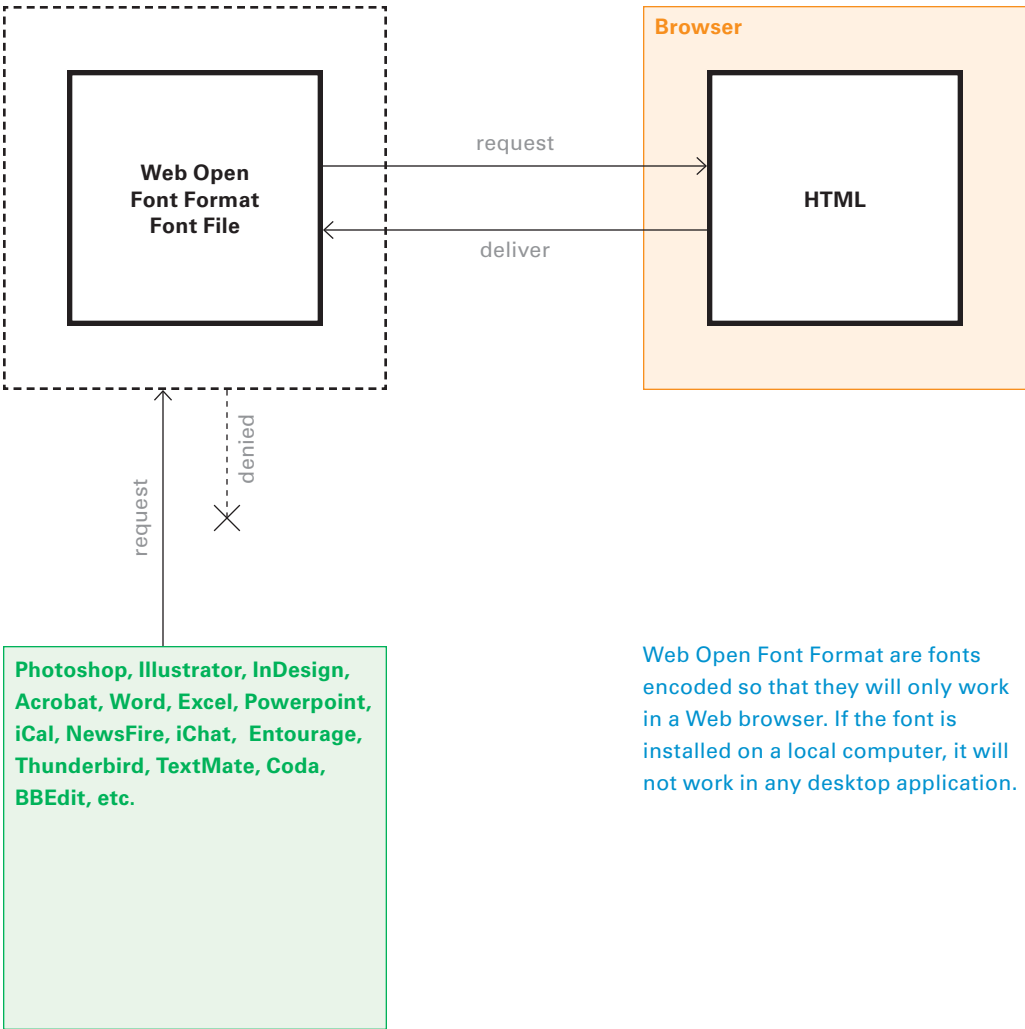 Browser
Web Open
Font Format
Font File
request
HTML
deliver
denied
request
Photoshop, Illustrator, InDesign,
Acrobat, Word, Excel, Powerpoint,
iCal, NewsFire, iChat, Entourage,
Thunderbird, TextMate, Coda,
BBEdit, etc.
Web Open Font Format are fonts
encoded so that they will only work
in a Web browser. If the font is
installed on a local computer, it will
not work in any desktop application.